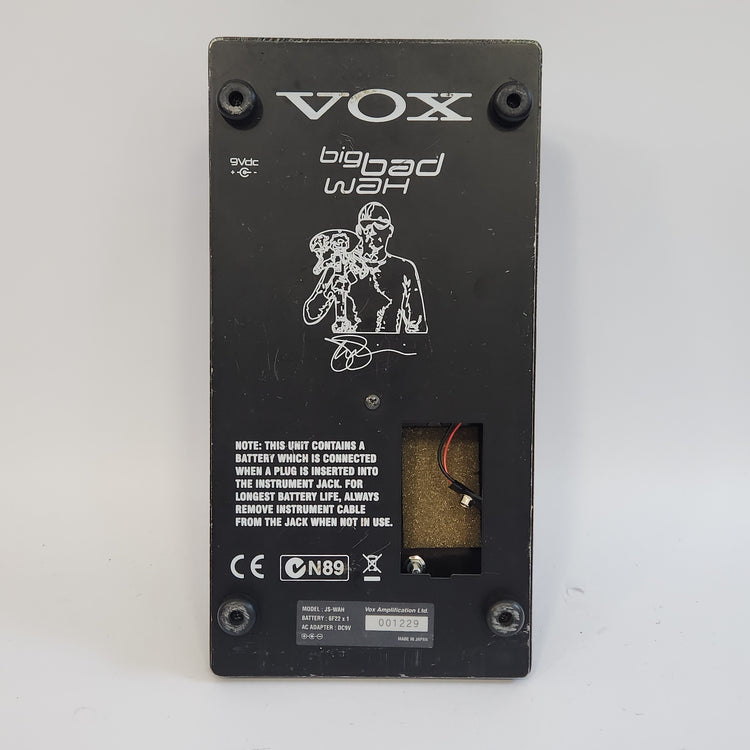 VOX
big bad
wah
9Vdc
NOTE: THIS UNIT CONTAINS A
BATTERY WHICH IS CONNECTED
WHEN A PLUG IS INSERTED INTO
THE INSTRUMENT JACK. FOR
LONGEST BATTERY LIFE, ALWAYS
REMOVE INSTRUMENT CABLE
FROM THE JACK WHEN NOT IN USE.
CE N89
MODEL : JS-WAH
BATTERY : 6F22 x 1
AC ADAPTER : DC9V
Vox Amplification Ltd.
001229
MADE IN JAPAN